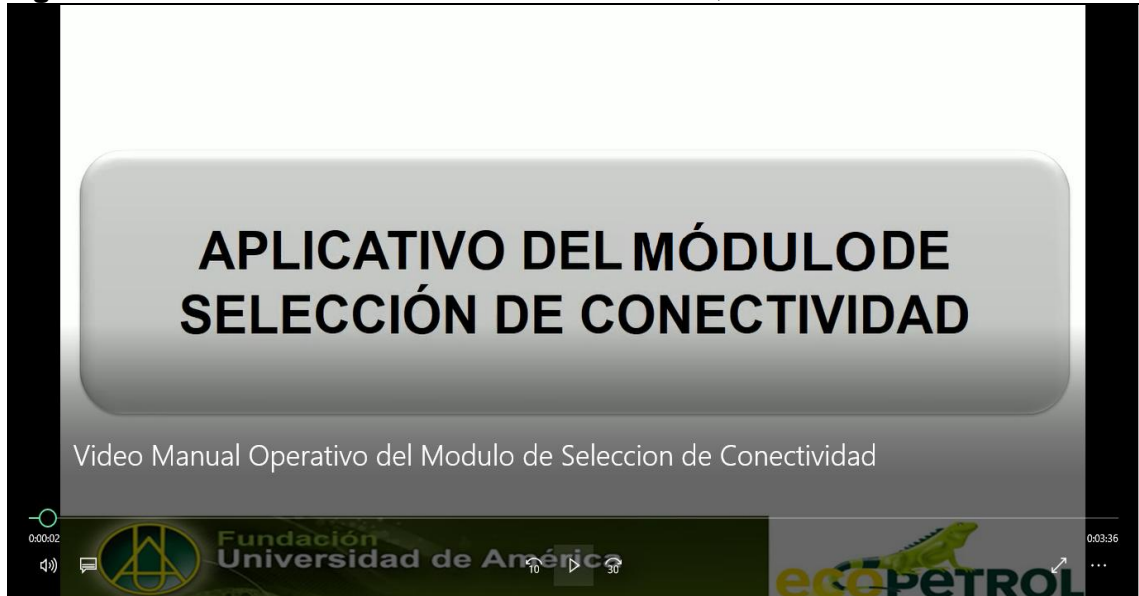 APLICATIVO DEL MÓDULO DE
SELECCIÓN DE CONECTIVIDAD
Video Manual Operativo del Modulo de Seleccion de Conectividad
0:00:02
0:03:36
Fundación
Universidad de América
10
30
ecopetrol